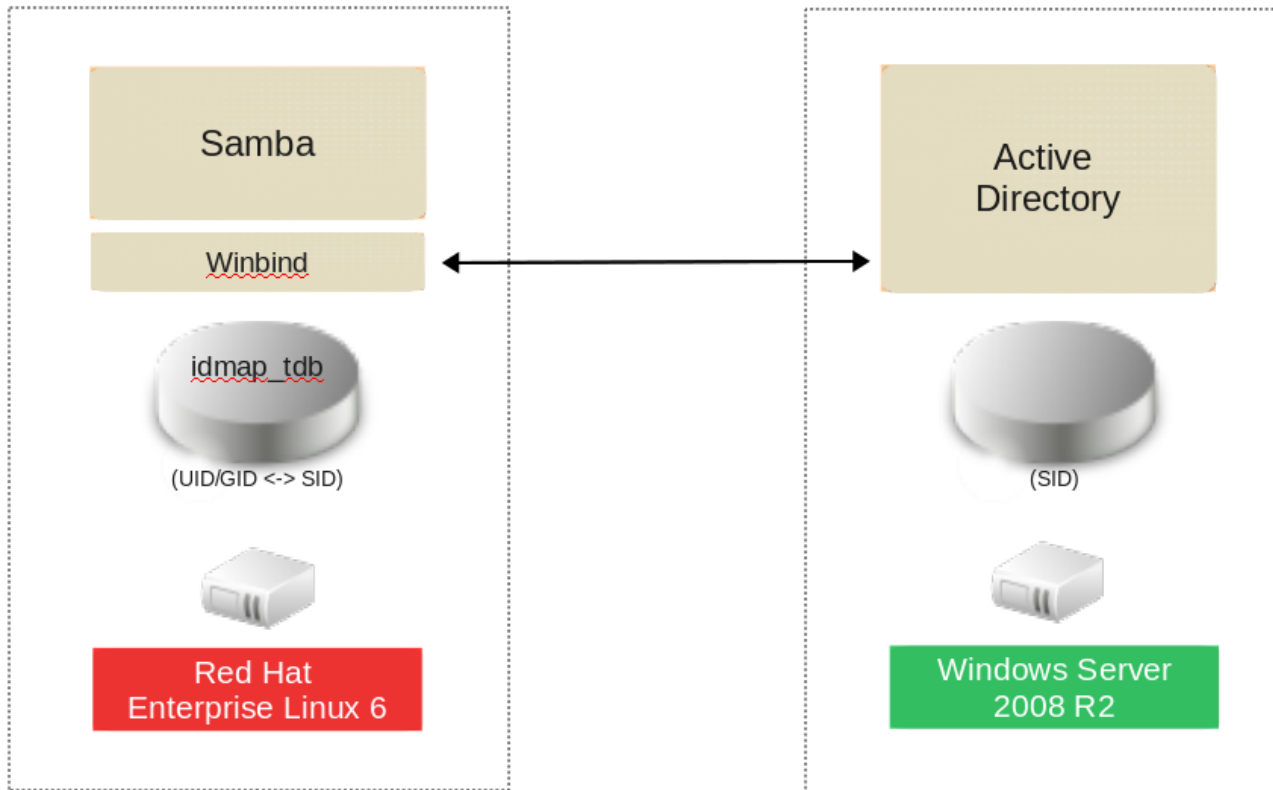 Samba
Winbind
idmap_tdb
(UID/GID <-> SID)
Red Hat
Enterprise Linux 6
Active
Directory
(SID)
Windows Server
2008 R2